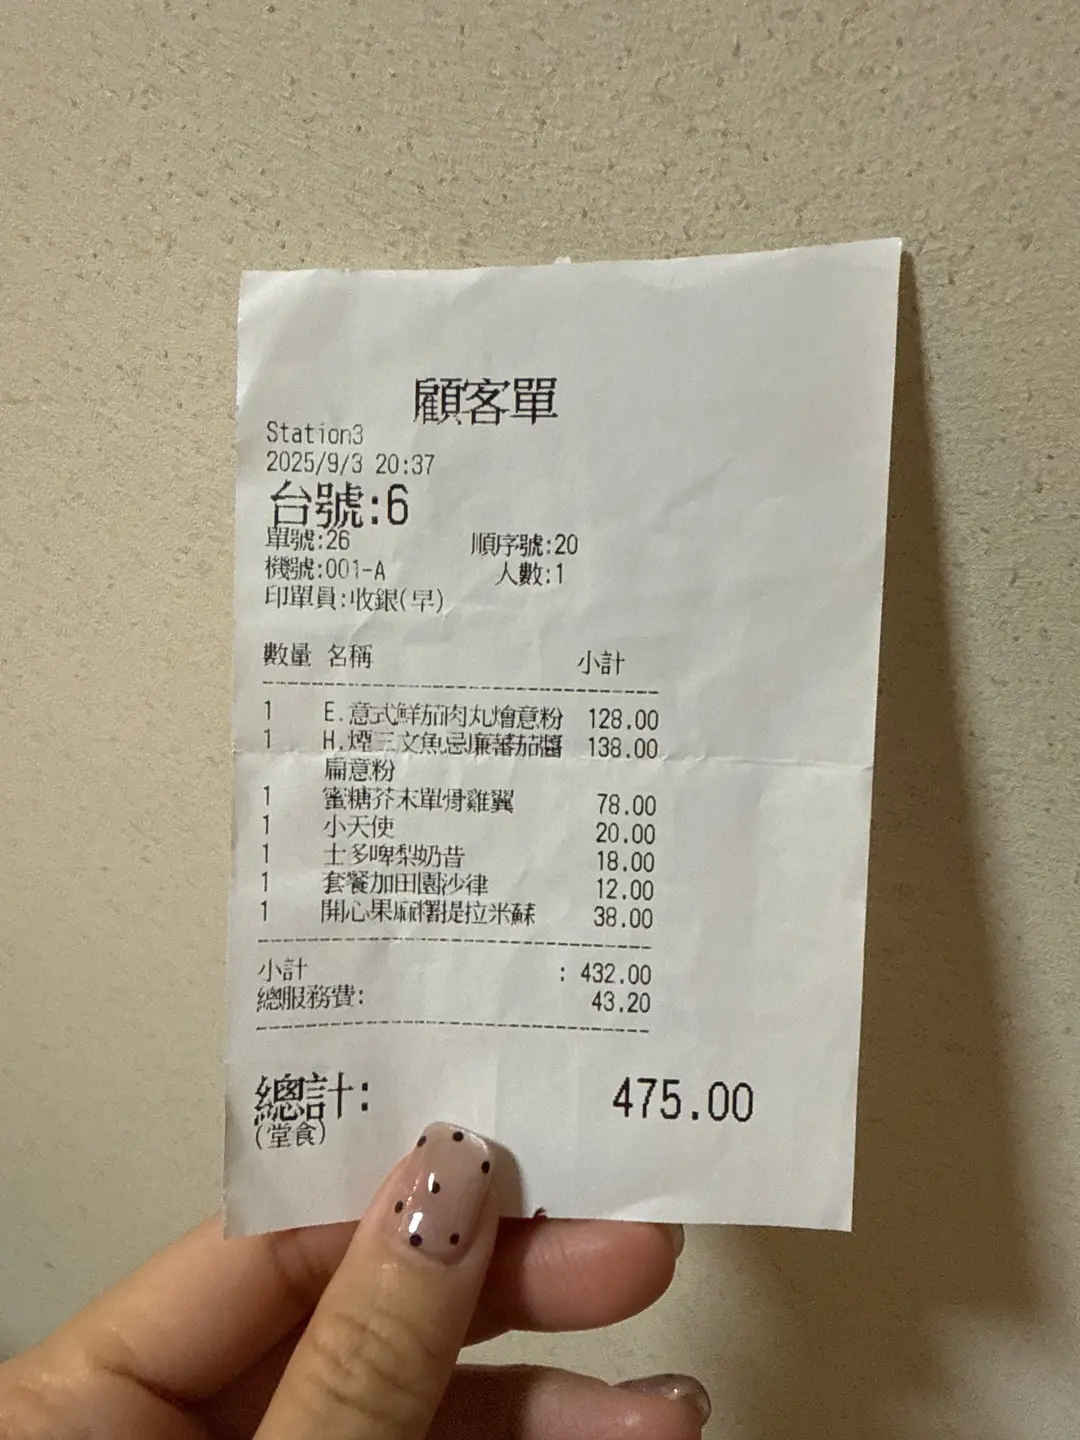 顧客單
Station3
2025/9/3 20:37
台號:6
單號:26 順序號:20
機號:001-A 人數:1
印單員:收銀(早)
數量 名稱 小計
1 E.意式鮮茄肉丸燴意粉 128.00
1 H.煙三文魚忌廉蕃茄醬 138.00
扁意粉
1 蜜糖芥末單骨雞翼 78.00
1 小天使 20.00
1 士多啤梨奶昔 18.00
1 套餐加田園沙律 12.00
1 開心果麻糬提拉米蘇 38.00
小計 : 432.00
總服務費: 43.20
總計: 475.00
(堂食)